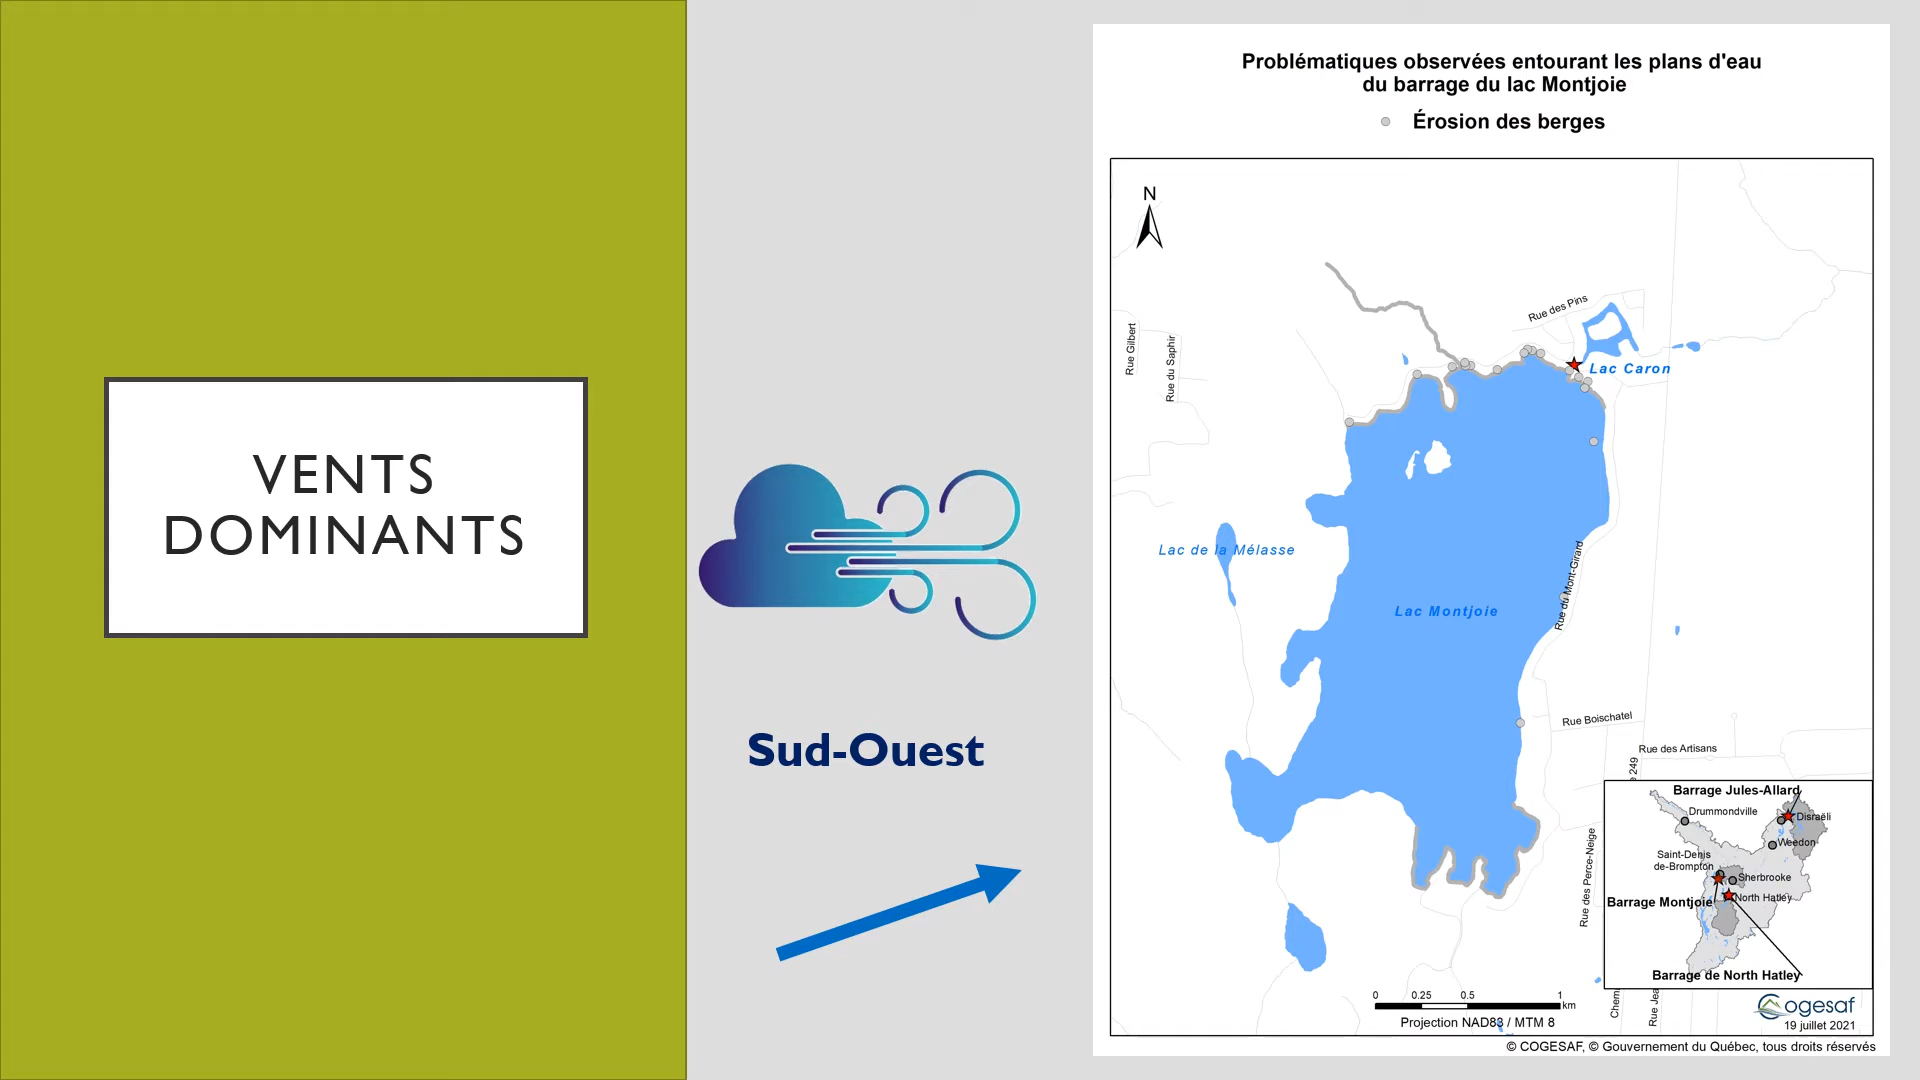 VENTS
DOMINANTS
Sud-Ouest
Problématiques observées entourant les plans d'eau
du barrage du lac Montjoie
Érosion des berges
N
Rue des Pins
Rue Gilbert
Rue du Saphir
Lac Caron
Lac de la Mélasse
Rue du Mont-Girard
Lac Montjoie
Rue Boischatel
Rue des Artisans
249
Rue des Perce-Neige
Barrage Jules-Allard
Drummondville
Disraëli
Weedon
Saint-Denis
de-Brompton
Sherbrooke
North Hatley
Barrage Montjoie
Barrage de North Hatley
0 0.25 0.5 1
km
Projection NAD83 / MTM 8
Rue
Cogesaf
19 juillet 2021
© COGESAF, © Gouvernement du Québec, tous droits réservés